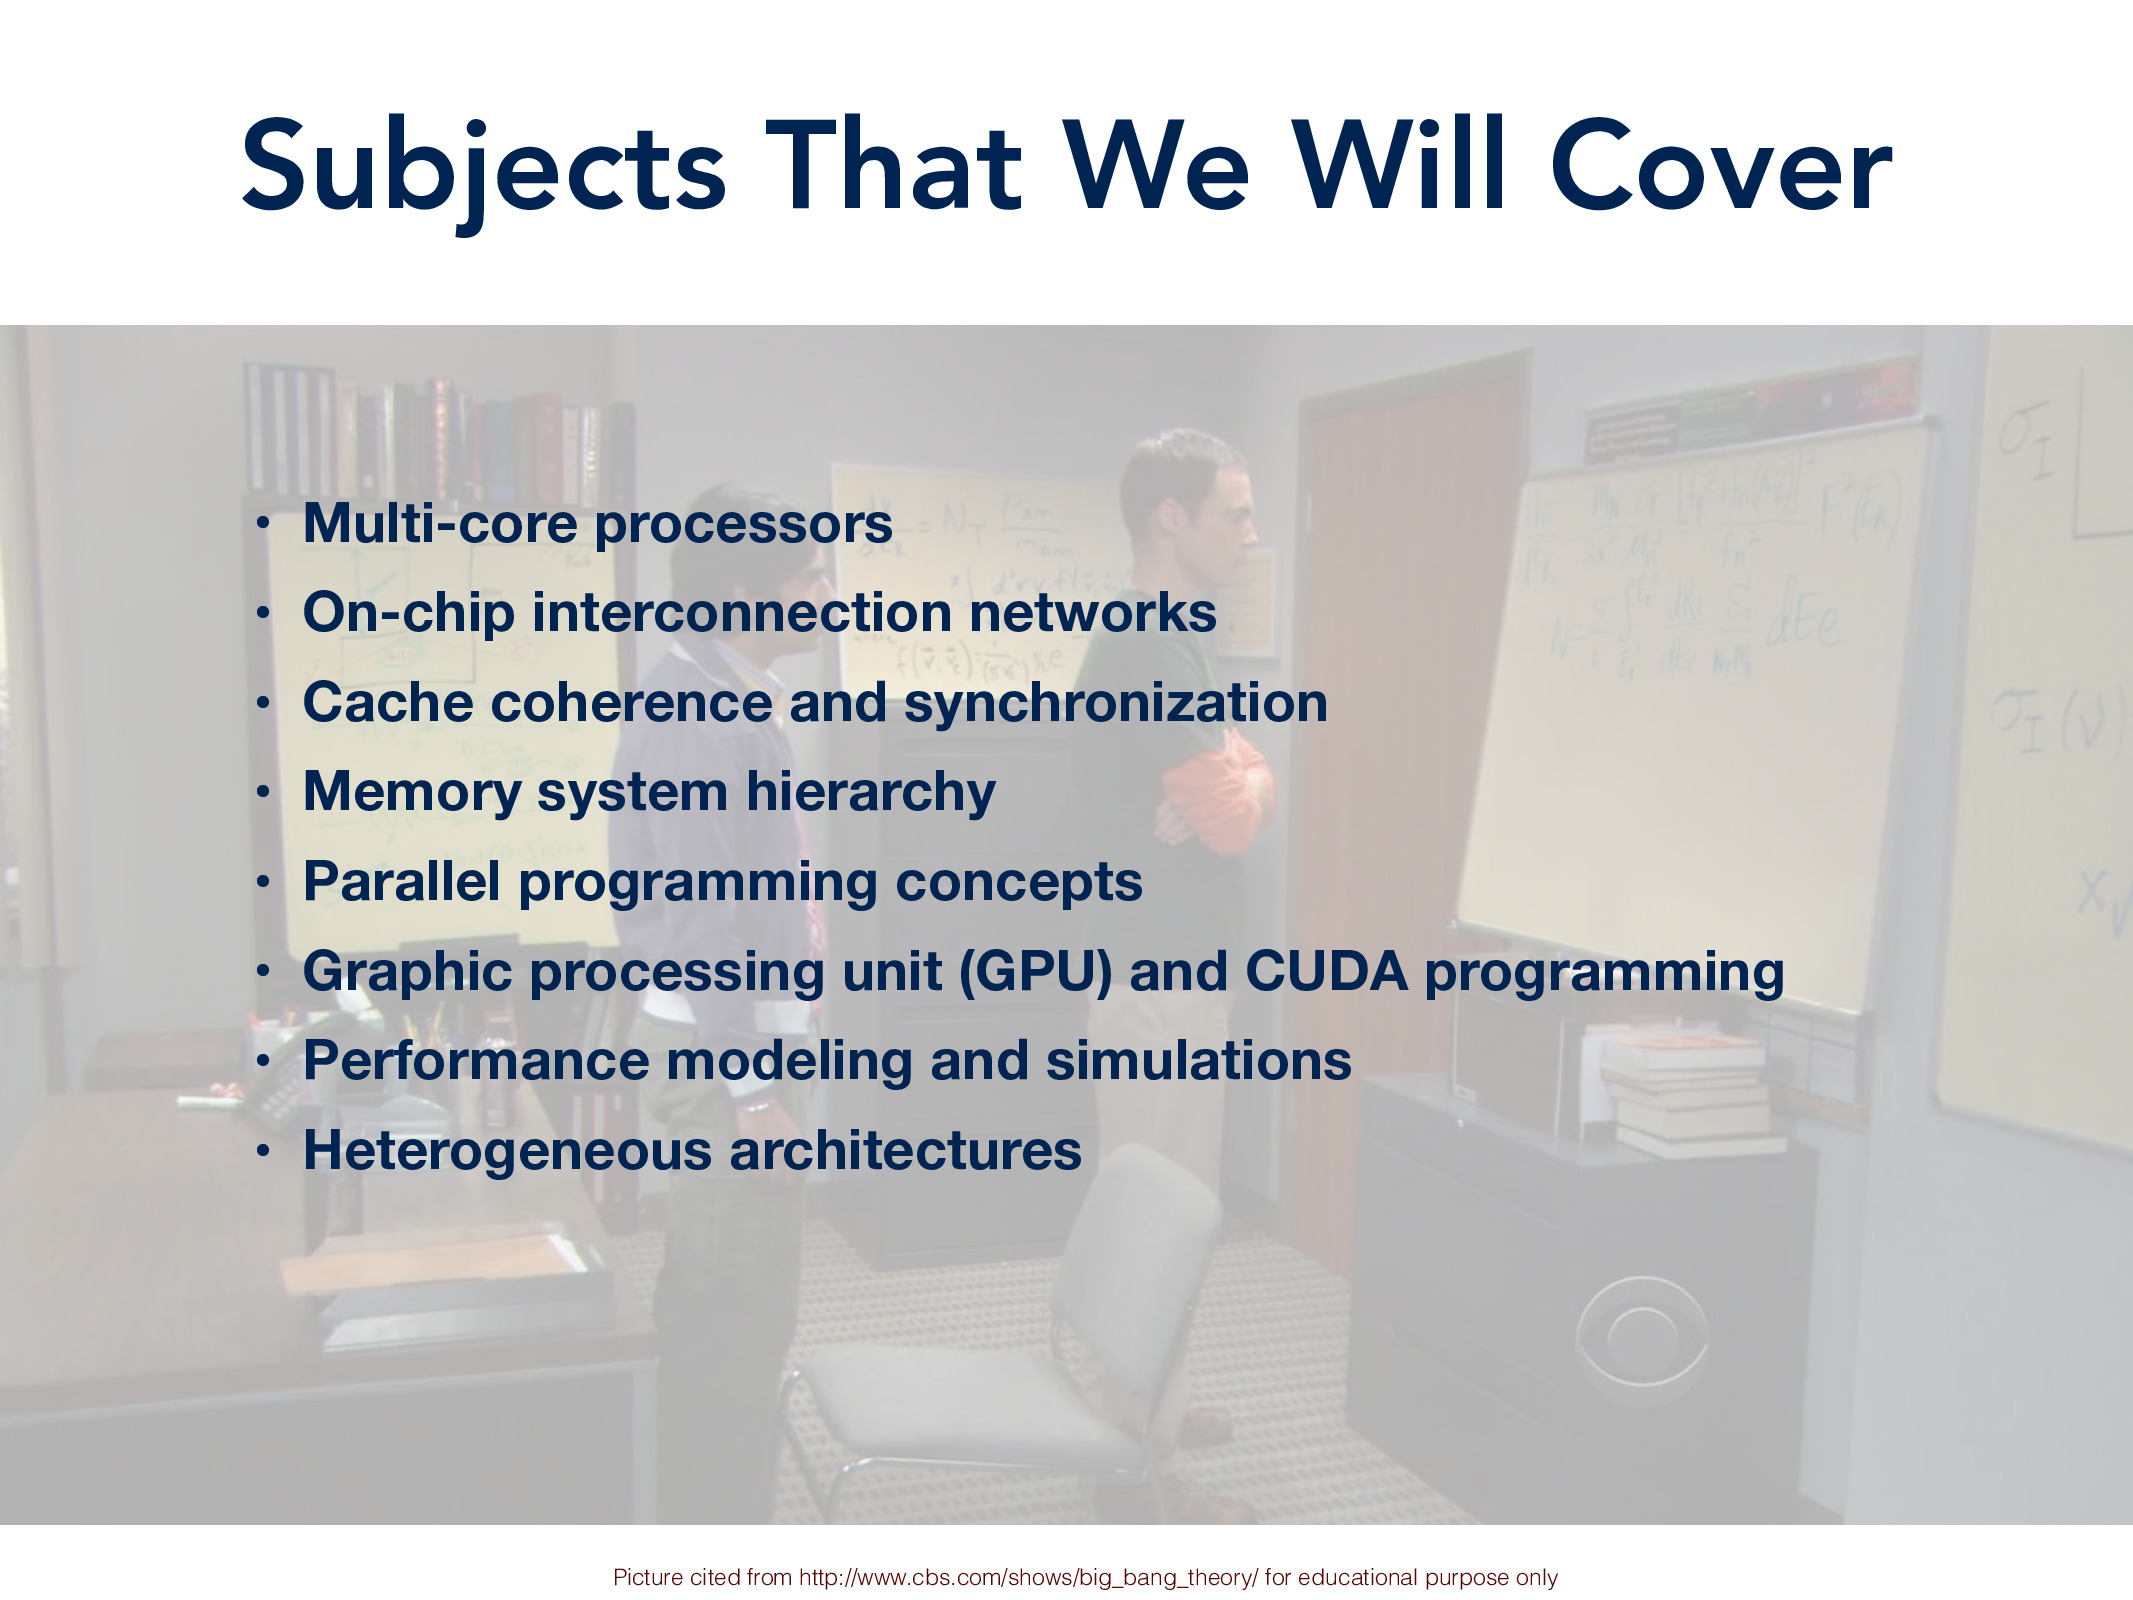 Subjects That We Will Cover
• Multi-core processors
• On-chip interconnection networks
• Cache coherence and synchronization
• Memory system hierarchy
• Parallel programming concepts
• Graphic processing unit (GPU) and CUDA programming
• Performance modeling and simulations
• Heterogeneous architectures
Picture cited from http://www.cbs.com/shows/big_bang_theory/ for educational purpose only